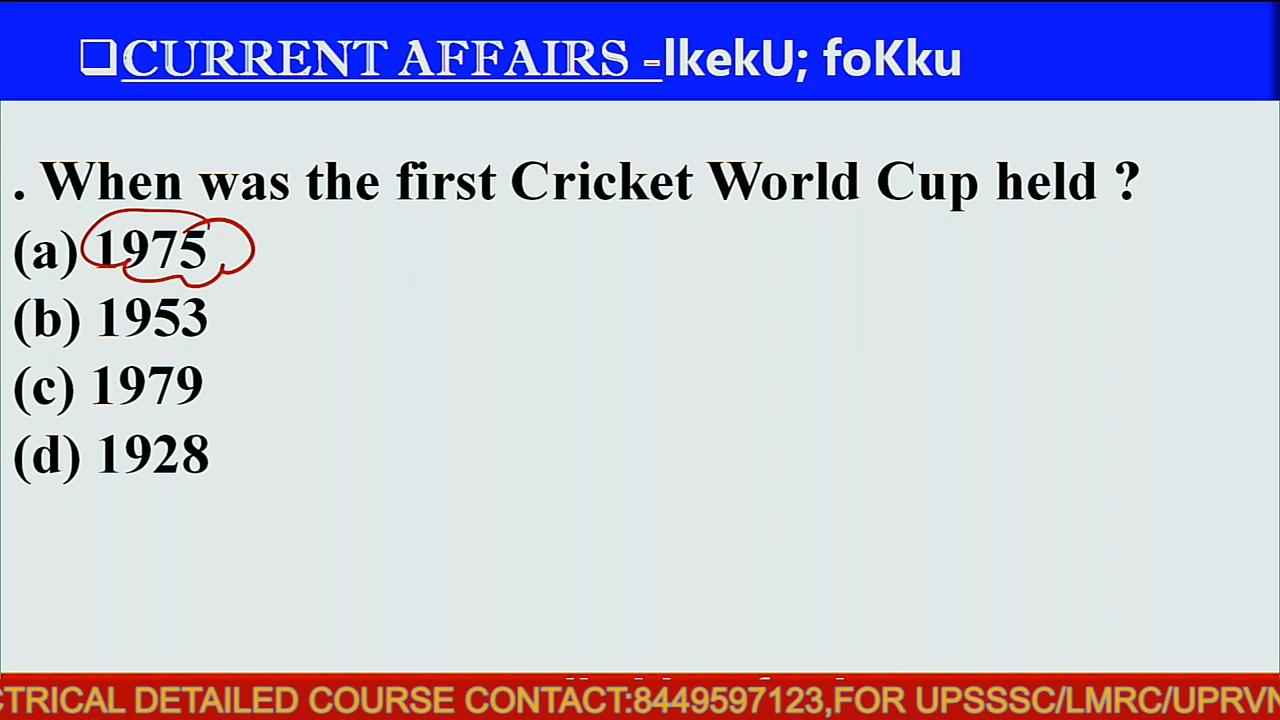 ❑CURRENT AFFAIRS -lkekU; foKku
. When was the first Cricket World Cup held ?
(a) 1975
(b) 1953
(c) 1979
(d) 1928
CTRICAL DETAILED COURSE CONTACT:8449597123,FOR UPSSSC/LMRC/UPRVN